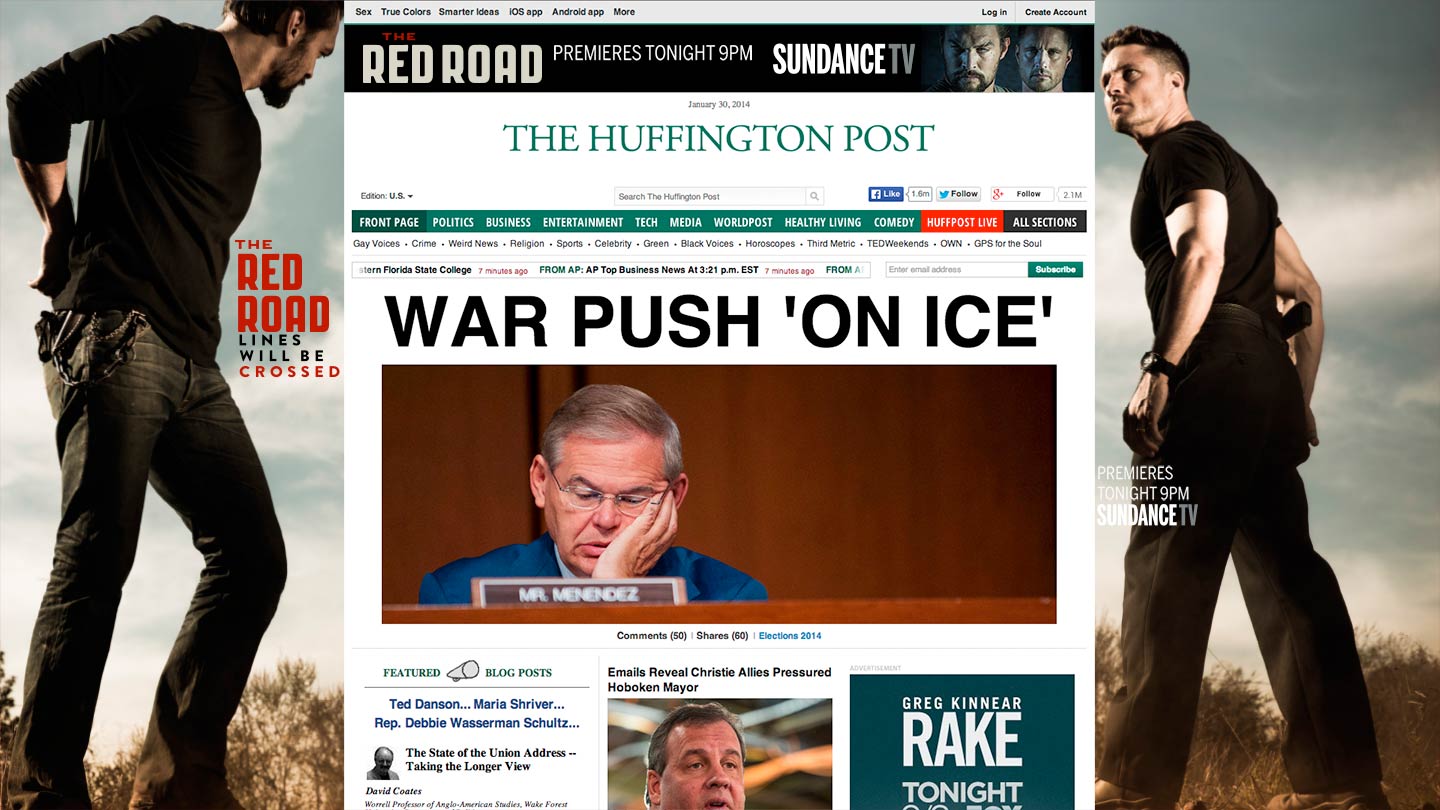 Sex True Colors Smarter Ideas iOS app Android app More
Log in Create Account
THE
RED ROAD
PREMIERES TONIGHT 9PM
SUNDANCE TV
January 30, 2014
THE HUFFINGTON POST
Edition: U.S.
Search The Huffington Post
Like 1.6m Follow Follow 2.1M
FRONT PAGE POLITICS BUSINESS ENTERTAINMENT TECH MEDIA WORLDPOST HEALTHY LIVING COMEDY HUFFPOST LIVE ALL SECTIONS
Gay Voices • Crime • Weird News • Religion • Sports • Celebrity • Green • Black Voices • Horoscopes • Third Metric • TEDWeekends • OWN • GPS for the Soul
tern Florida State College 7 minutes ago FROM AP: AP Top Business News At 3:21 p.m. EST 7 minutes ago FROM A
Enter email address Subscribe
WAR PUSH 'ON ICE'
MR. MENENDEZ
Comments (50) | Shares (60) | Elections 2014
FEATURED BLOG POSTS
Ted Danson... Maria Shriver...
Rep. Debbie Wasserman Schultz...
The State of the Union Address --
Taking the Longer View
David Coates
Worrell Professor of Anglo-American Studies, Wake Forest
Emails Reveal Christie Allies Pressured
Hoboken Mayor
ADVERTISEMENT
GREG KINNEAR
RAKE
TONIGHT
THE
RED
ROAD
LINES
WILL BE
CROSSED
PREMIERES
TONIGHT 9PM
SUNDANCE TV